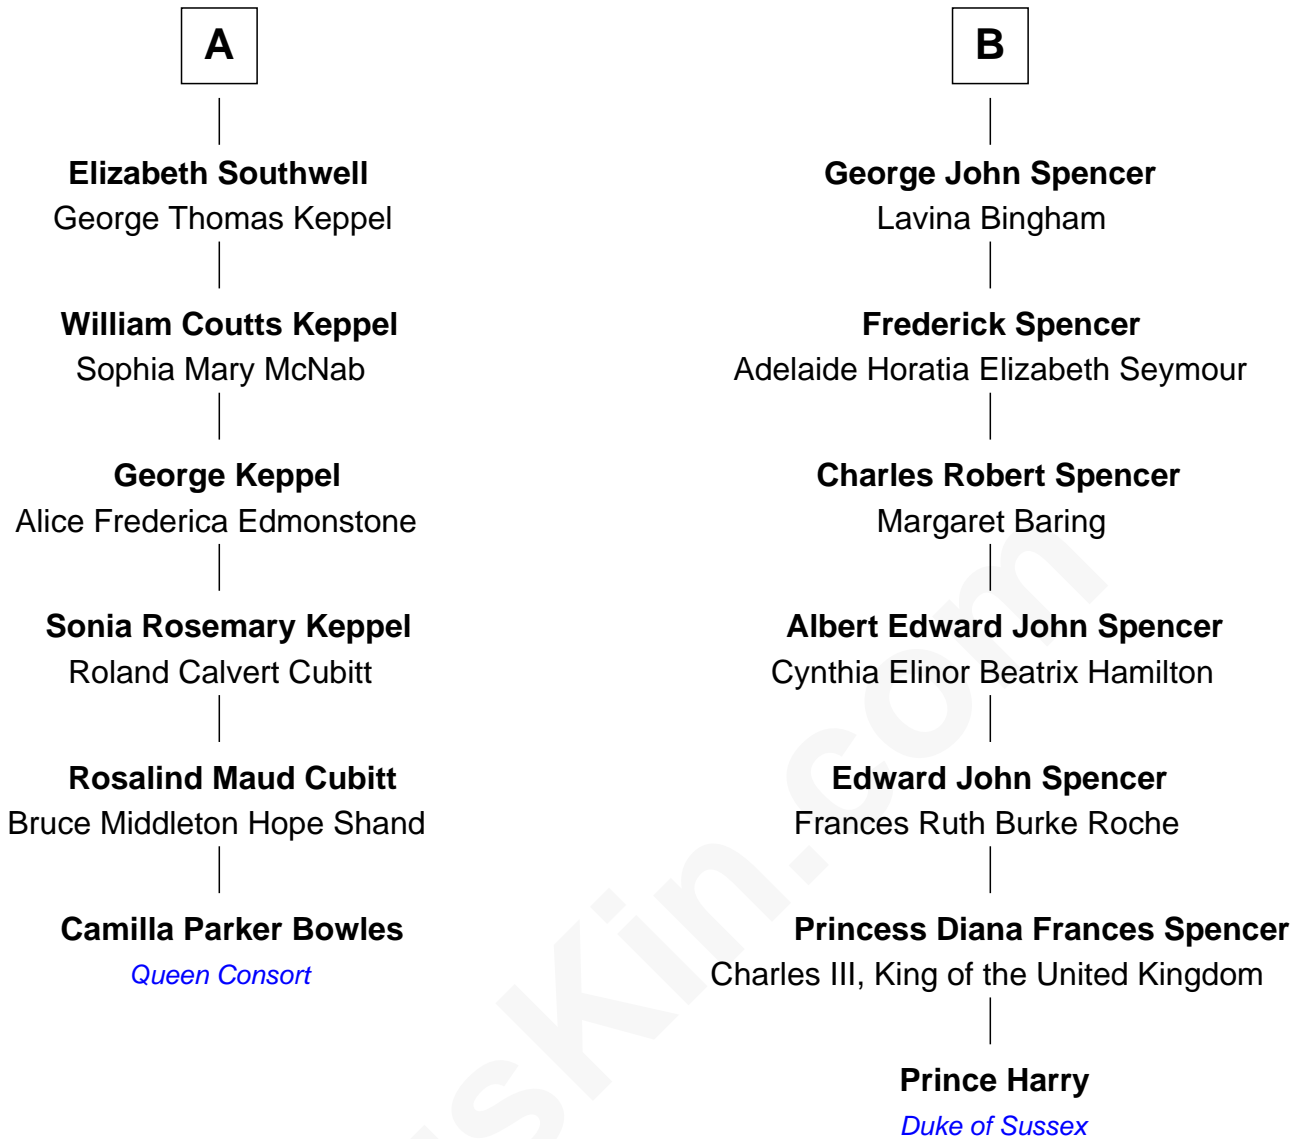 A
Elizabeth Southwell
George Thomas Keppel
William Coutts Keppel
Sophia Mary McNab
George Keppel
Alice Frederica Edmonstone
Sonia Rosemary Keppel
Roland Calvert Cubitt
Rosalind Maud Cubitt
Bruce Middleton Hope Shand
Camilla Parker Bowles
Queen Consort
B
George John Spencer
Lavina Bingham
Frederick Spencer
Adelaide Horatia Elizabeth Seymour
Charles Robert Spencer
Margaret Baring
Albert Edward John Spencer
Cynthia Elinor Beatrix Hamilton
Edward John Spencer
Frances Ruth Burke Roche
Princess Diana Frances Spencer
Charles III, King of the United Kingdom
Prince Harry
Duke of Sussex